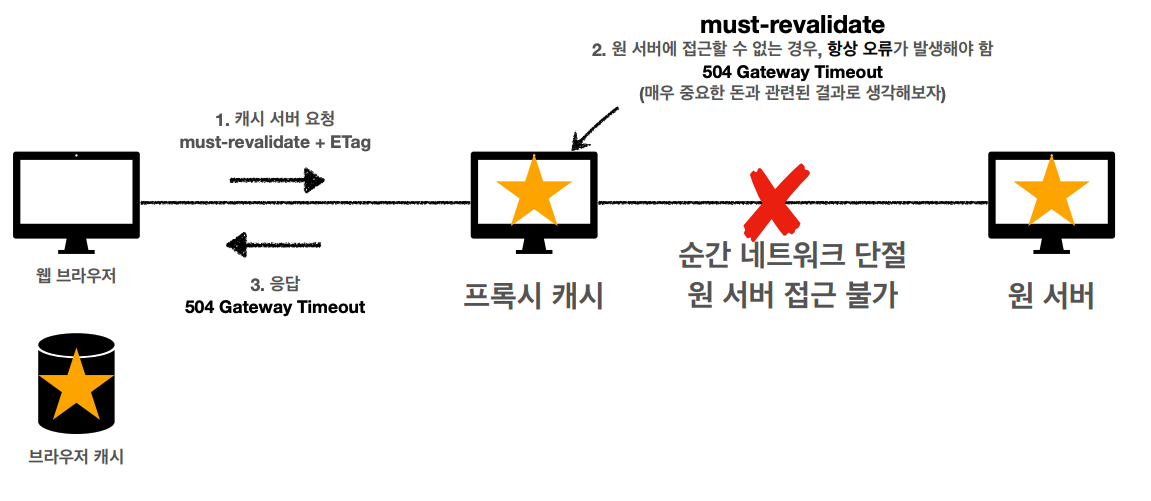 must-revalidate
2. 원 서버에 접근할 수 없는 경우, 항상 오류가 발생해야 함
504 Gateway Timeout
(매우 중요한 돈과 관련된 결과로 생각해보자)
1. 캐시 서버 요청
must-revalidate + ETag
웹 브라우저
3. 응답
504 Gateway Timeout
프록시 캐시
순간 네트워크 단절
원 서버 접근 불가
원 서버
브라우저 캐시